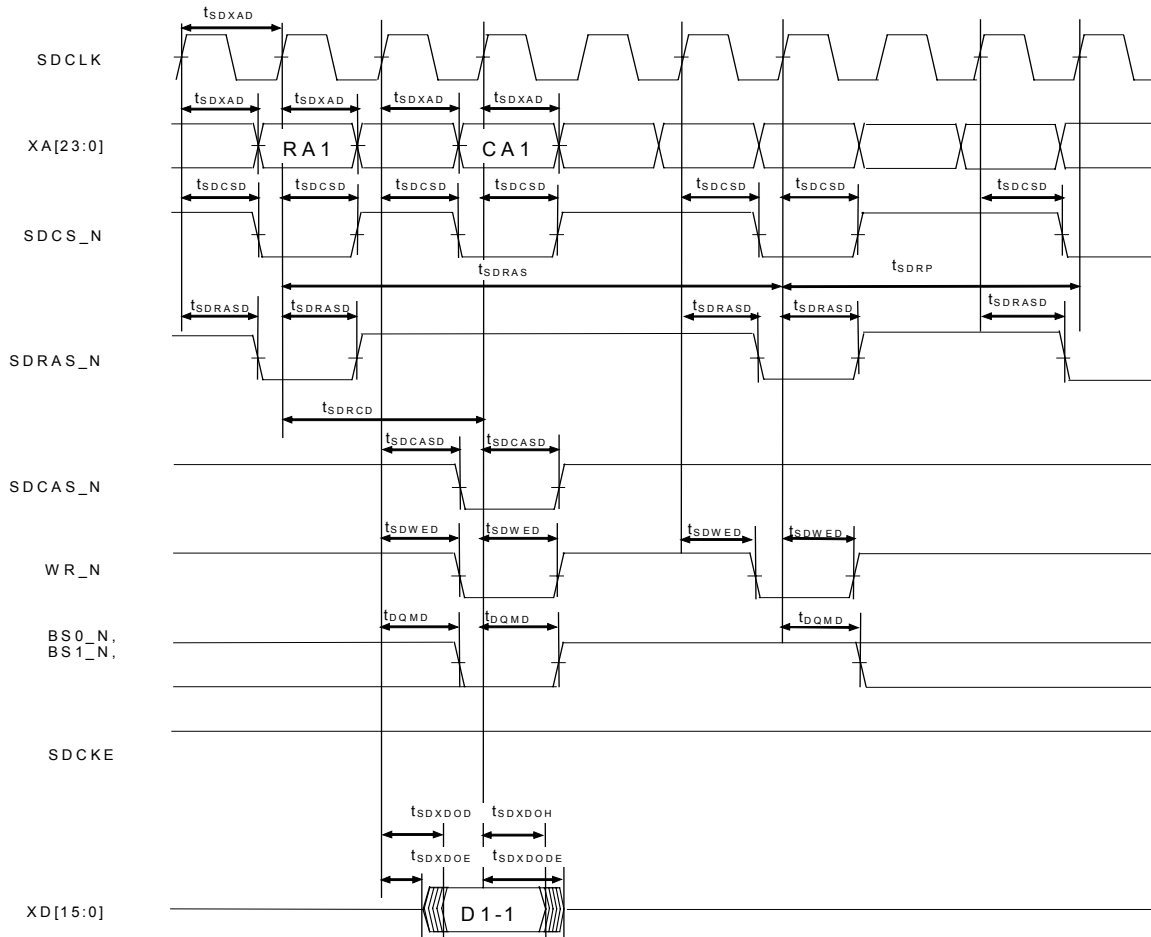 tSDXAD
SDCLK
tSDXAD tSDXAD tSDXAD tSDXAD
XA[23:0] RA1 CA1
tSDCSD tSDCSD tSDCSD tSDCSD tSDCSD tSDCSD tSDCSD
SDCS_N
tSDRAS tSDRP
tSDRASD tSDRASD tSDRASD tSDRASD tSDRASD
SDRAS_N
tSDRCD
tSDCASD tSDCASD
SDCAS_N
tSDWED tSDWED tSDWED tSDWED
WR_N
tDQMD tDQMD tDQMD
BS0_N,
BS1_N,
SDCKE
tSDXDOD tSDXDOH
tSDXDOE tSDXDODE
XD[15:0] D1-1